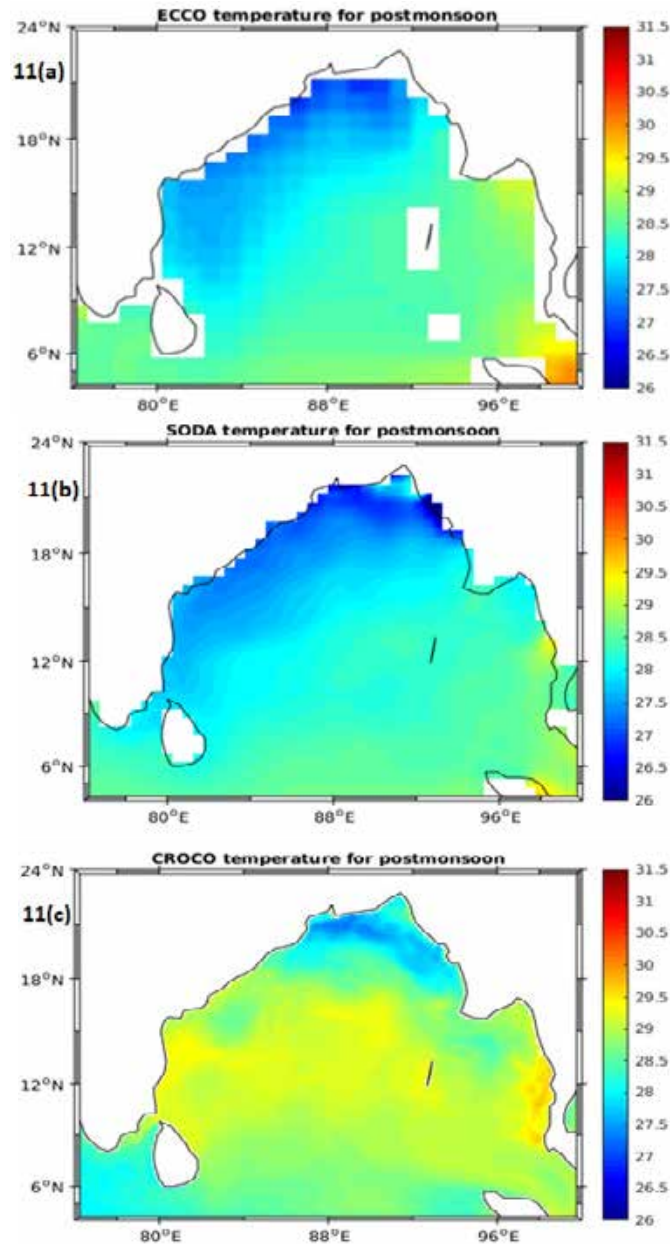 ECCO temperature for postmonsoon
11(a)
24°N
18°N
12°N
6°N
80°E 88°E 96°E
31.5
31
30.5
30
29.5
29
28.5
28
27.5
27
26.5
26
SODA temperature for postmonsoon
11(b)
24°N
18°N
12°N
6°N
80°E 88°E 96°E
31.5
31
30.5
30
29.5
29
28.5
28
27.5
27
26.5
26
CROCO temperature for postmonsoon
11(c)
24°N
18°N
12°N
6°N
80°E 88°E 96°E
31.5
31
30.5
30
29.5
29
28.5
28
27.5
27
26.5
26